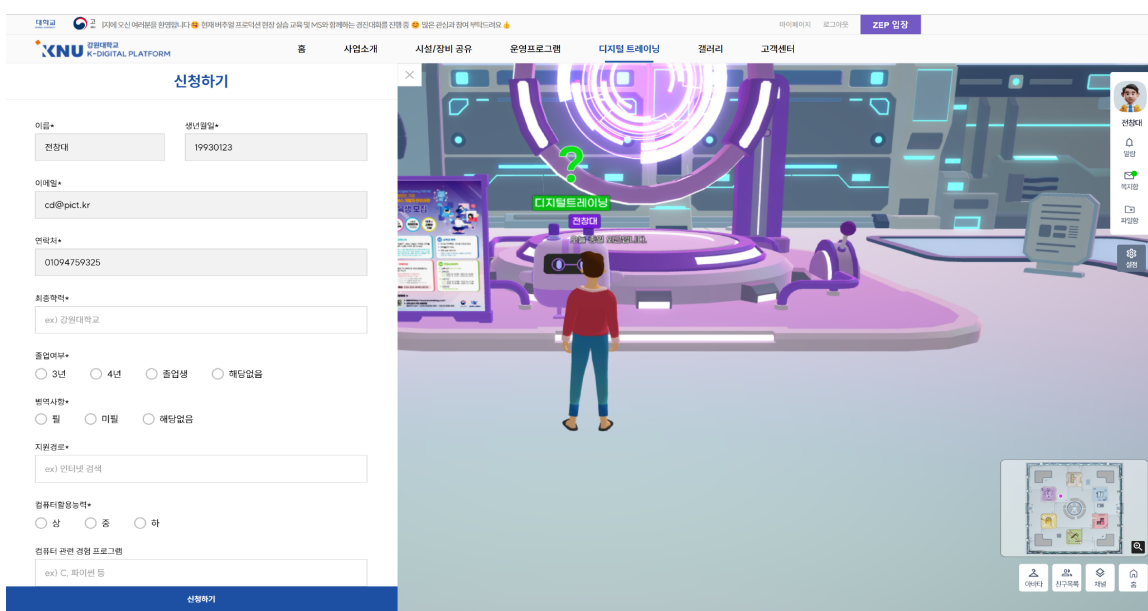 대학교
지에 오신 여러분을 환영합니다 현재 버추얼 프로덕션 현장 실습 교육 및 MS와 함께하는 경진대회를 진행 중 많은 관심과 참여 부탁드려요
마이페이지 로그아웃 ZEP 입장
KNU 강원대학교
K-DIGITAL PLATFORM
홈 사업소개 시설/장비 공유 운영프로그램 디지털 트레이닝 갤러리 고객센터
신청하기
이름* 생년월일*
전창대 19930123
이메일*
cd@pict.kr
연락처*
01094759325
최종학력*
ex) 강원대학교
졸업여부*
3년 4년 졸업생 해당없음
병역사항*
필 미필 해당없음
지원경로*
ex) 인터넷 검색
컴퓨터활용능력*
상 중 하
컴퓨터 관련 경험 프로그램
ex) C, 파이썬 등
신청하기
?
디지털트레이닝
전창대
전창대
알림
쪽지함
파일함
설정
아바타 친구목록 채널 홈